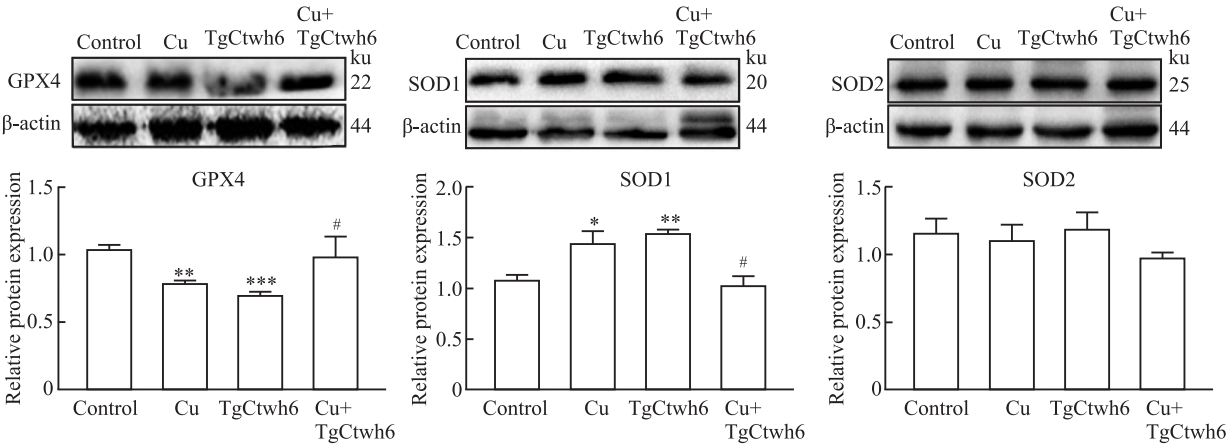 Control Cu TgCtwh6 Cu+
TgCtwh6
ku
GPX4 22
β-actin 44
GPX4
Relative protein expression
1.5
1.0
0.5
0
** *** #
Control Cu TgCtwh6 Cu+
TgCtwh6
Control Cu TgCtwh6 Cu+
TgCtwh6
ku
SOD1 20
β-actin 44
SOD1
Relative protein expression
2.0
1.5
1.0
0.5
0
* ** #
Control Cu TgCtwh6 Cu+
TgCtwh6
Control Cu TgCtwh6 Cu+
TgCtwh6
ku
SOD2 25
β-actin 44
SOD2
Relative protein expression
1.5
1.0
0.5
0
Control Cu TgCtwh6 Cu+
TgCtwh6